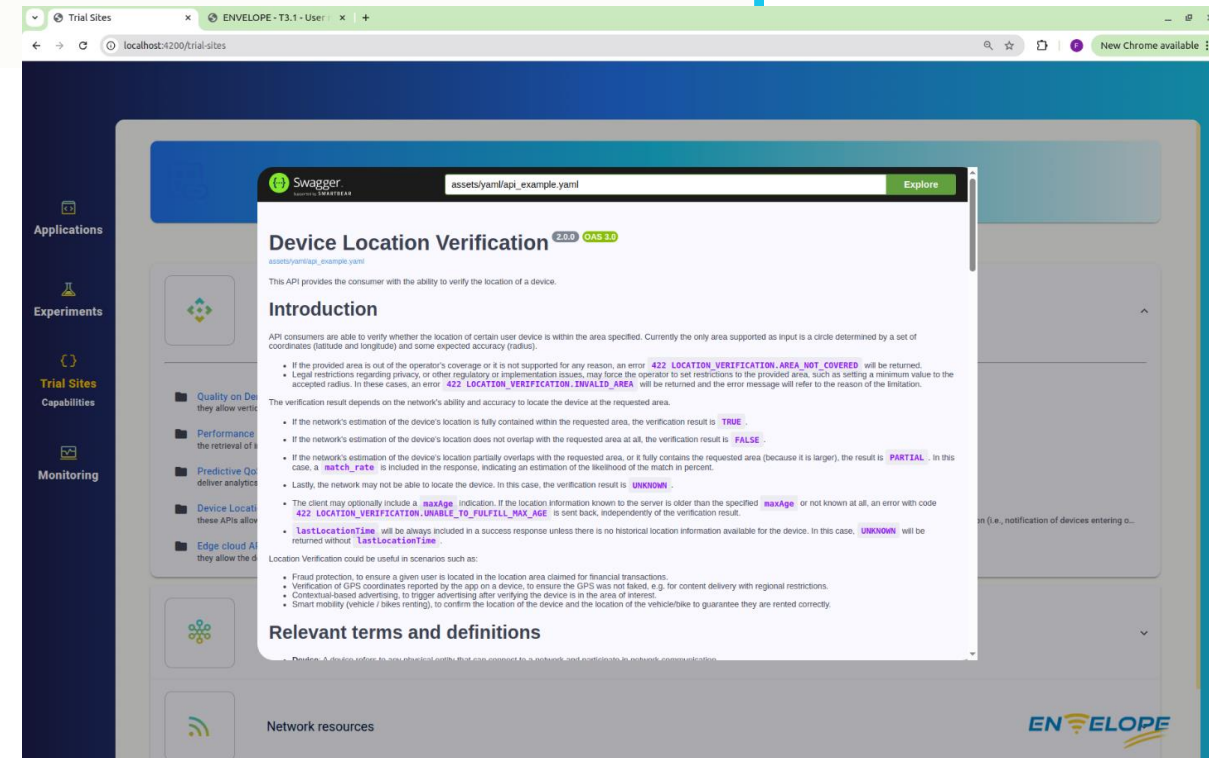 Trial Sites
ENVELOPE - T3.1 - User
localhost:4200/trial-sites
New Chrome available
Applications
Experiments
Trial Sites
Capabilities
Monitoring
Swagger.
Supported by SMARTBEAR
assets/yaml/api_example.yaml
Explore
Device Location Verification 2.0.0 OAS 3.0
assets/yaml/api_example.yaml
This API provides the consumer with the ability to verify the location of a device.
Introduction
API consumers are able to verify whether the location of certain user device is within the area specified. Currently the only area supported as input is a circle determined by a set of
coordinates (latitude and longitude) and some expected accuracy (radius).
• If the provided area is out of the operator's coverage or it is not supported for any reason, an error 422 LOCATION_VERIFICATION.AREA_NOT_COVERED will be returned.
• Legal restrictions regarding privacy, or other regulatory or implementation issues, may force the operator to set restrictions to the provided area, such as setting a minimum value to the
accepted radius. In these cases, an error 422 LOCATION_VERIFICATION.INVALID_AREA will be returned and the error message will refer to the reason of the limitation.
The verification result depends on the network's ability and accuracy to locate the device at the requested area.
• If the network's estimation of the device's location is fully contained within the requested area, the verification result is TRUE .
• If the network's estimation of the device's location does not overlap with the requested area at all, the verification result is FALSE .
• If the network's estimation of the device's location partially overlaps with the requested area, or it fully contains the requested area (because it is larger), the result is PARTIAL . In this
case, a match_rate is included in the response, indicating an estimation of the likelihood of the match in percent.
• Lastly, the network may not be able to locate the device. In this case, the verification result is UNKNOWN .
• The client may optionally include a maxAge indication. If the location information known to the server is older than the specified maxAge or not known at all, an error with code
422 LOCATION_VERIFICATION.UNABLE_TO_FULFILL_MAX_AGE is sent back, independently of the verification result.
• lastLocationTime will be always included in a success response unless there is no historical location information available for the device. In this case, UNKNOWN will be
returned without lastLocationTime .
Location Verification could be useful in scenarios such as:
• Fraud protection, to ensure a given user is located in the location area claimed for financial transactions.
• Verification of GPS coordinates reported by the app on a device, to ensure the GPS was not faked, e.g. for content delivery with regional restrictions.
• Contextual-based advertising, to trigger advertising after verifying the device is in the area of interest.
• Smart mobility (vehicle / bikes renting), to confirm the location of the device and the location of the vehicle/bike to guarantee they are rented correctly.
Relevant terms and definitions
• Device: A device refers to any physical entity that can connect to a network and participate in network communication.
Quality on De
they allow vertic
Performance
the retrieval of i
Predictive QoS
deliver analytics
Device Locati
these APIs allow
on (i.e., notification of devices entering o...
Edge cloud A
they allow the d
Network resources
ENVELOPE